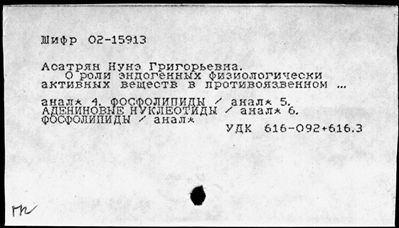 Шифр 02-15913
Асатрян Нунэ Григорьевна.
О роли эндогенных физиологически
активных веществ в противоязвенном ...
анал* 4. ФОСФОЛИПИДЫ / анал* 5.
АДЕНИНОВЫЕ НУКЛЕОТИДЫ / анал* 6.
ФОСФОЛИПИДЫ / анал*
УДК 616-092+616.3